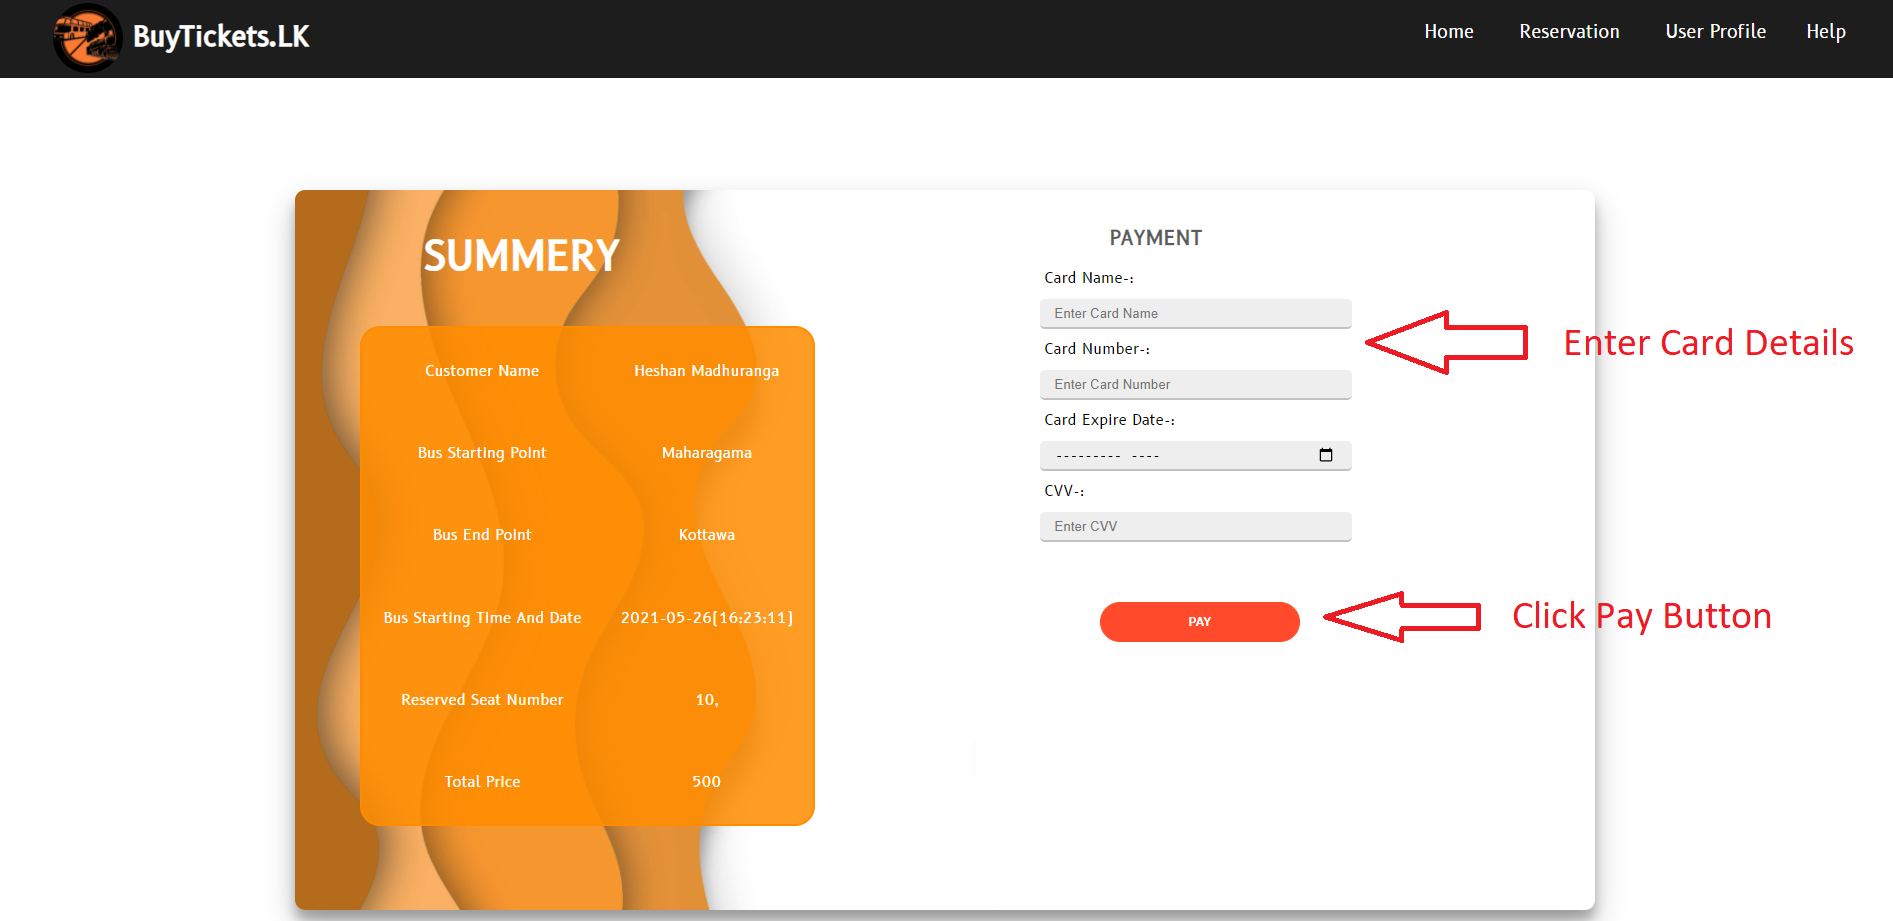 BuyTickets.LK
Home Reservation User Profile Help
SUMMERY
Customer Name Heshan Madhuranga
Bus Starting Point Maharagama
Bus End Point Kottawa
Bus Starting Time And Date 2021-05-26[16:23:11]
Reserved Seat Number 10,
Total Price 500
PAYMENT
Card Name-:
Enter Card Name
Card Number-:
Enter Card Number
Card Expire Date-:
--------- ----
CVV-:
Enter CVV
PAY
Enter Card Details
Click Pay Button